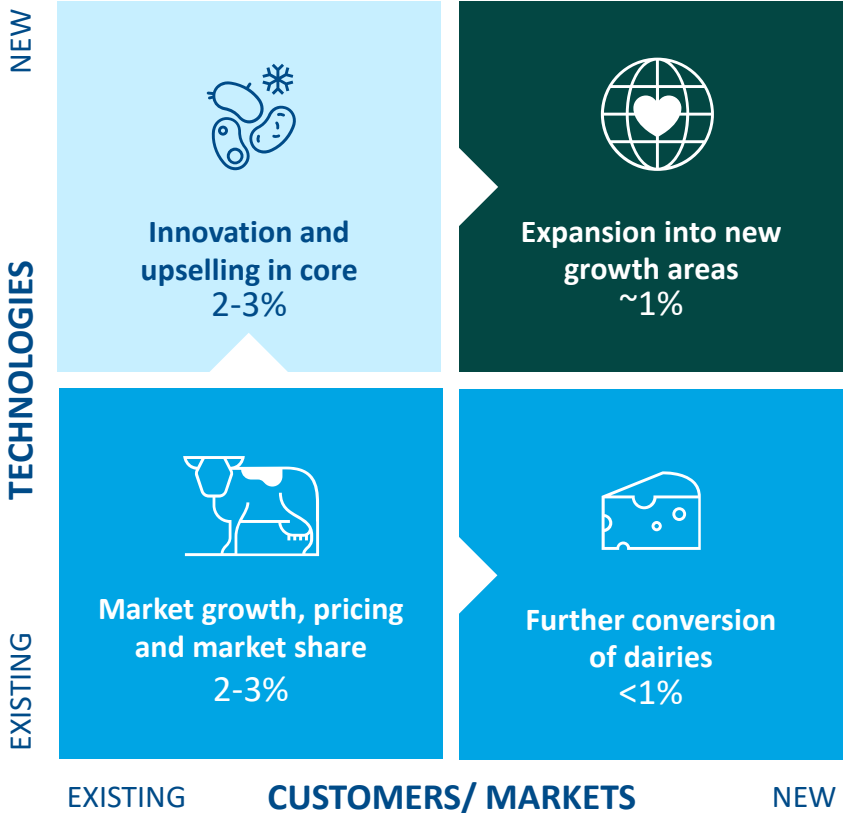 NEW
TECHNOLOGIES
EXISTING
Innovation and
upselling in core
2-3%
Expansion into new
growth areas
~1%
Market growth, pricing
and market share
2-3%
Further conversion
of dairies
<1%
EXISTING
CUSTOMERS/ MARKETS
NEW